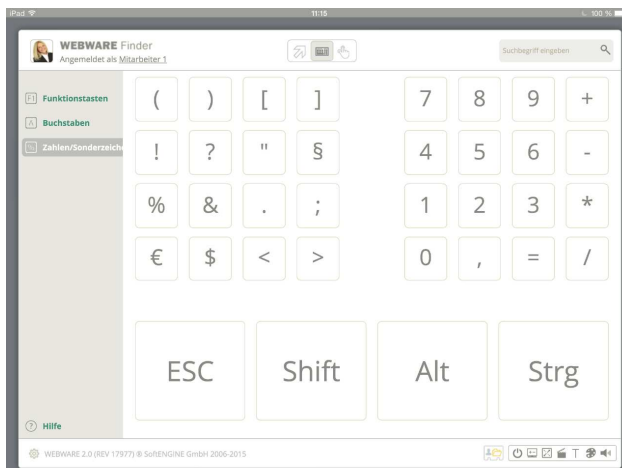 iPad 11:15 100 %
WEBWARE Finder
Angemeldet als Mitarbeiter 1
Suchbegriff eingeben
F1 Funktionstasten
A Buchstaben
% Zahlen/Sonderzeiche
( ) [ ] 7 8 9 +
! ? " § 4 5 6 -
% & . ; 1 2 3 *
€ $ < > 0 , = /
ESC Shift Alt Strg
? Hilfe
WEBWARE 2.0 (REV 17977) © SoftENGINE GmbH 2006-2015
T